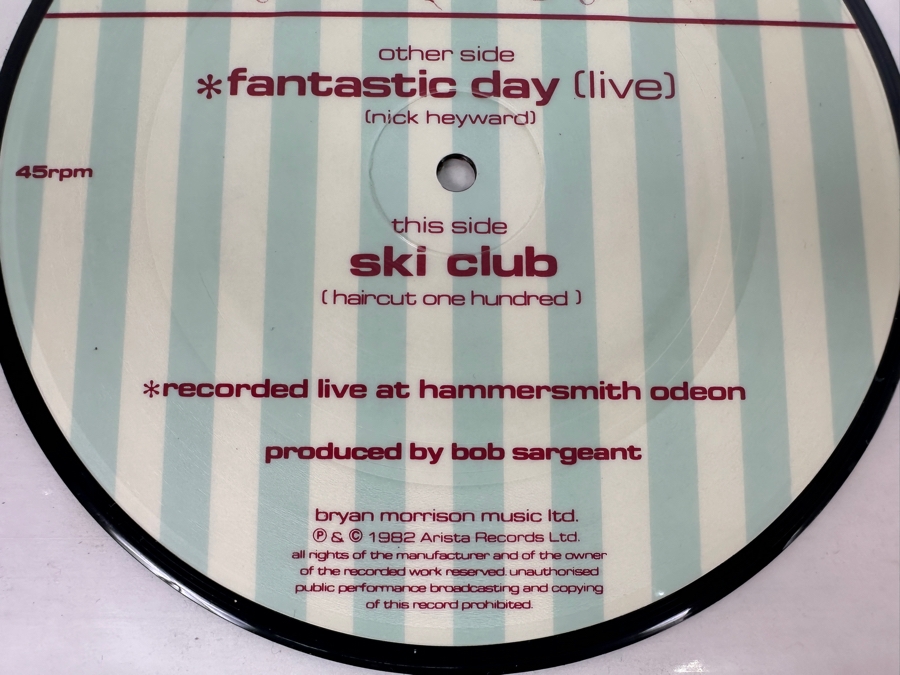 other side
*fantastic day (live)
(nick heyward)
45rpm
this side
ski club
( haircut one hundred )
*recorded live at hammersmith odeon
produced by bob sargeant
bryan morrison music ltd.
℗ & © 1982 Arista Records Ltd.
all rights of the manufacturer and of the owner
of the recorded work reserved. unauthorised
public performance broadcasting and copying
of this record prohibited.